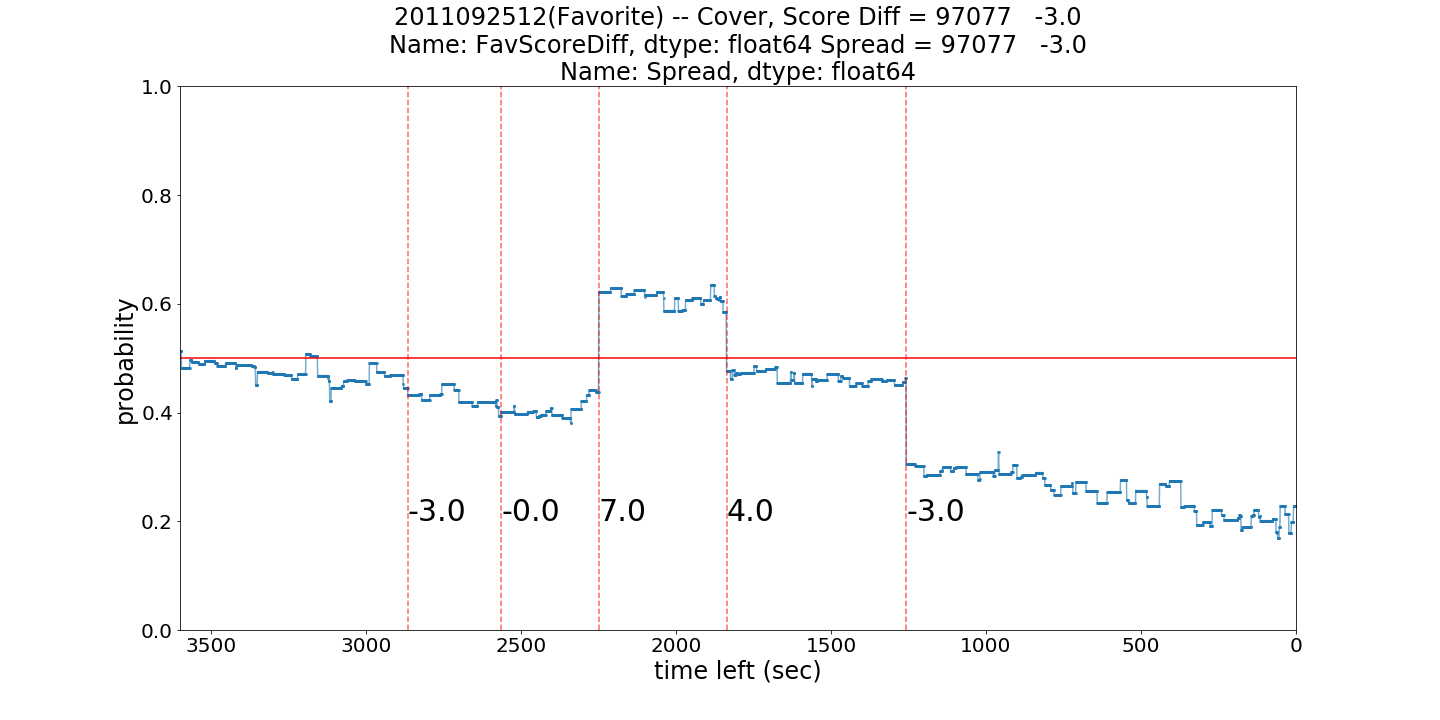 2011092512(Favorite) -- Cover, Score Diff = 97077   -3.0
Name: FavScoreDiff, dtype: float64 Spread = 97077   -3.0
Name: Spread, dtype: float64
probability
1.0
0.8
0.6
0.4
0.2
0.0
-3.0 -0.0 7.0 4.0 -3.0
3500 3000 2500 2000 1500 1000 500 0
time left (sec)